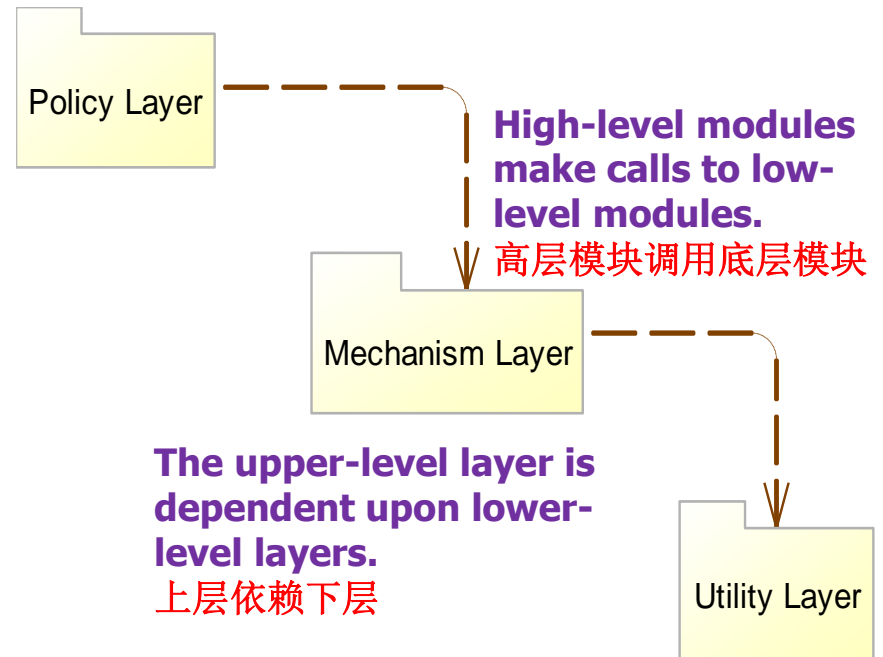 Policy Layer
High-level modules
make calls to low-
level modules.
高层模块调用底层模块
Mechanism Layer
The upper-level layer is
dependent upon lower-
level layers.
上层依赖下层
Utility Layer